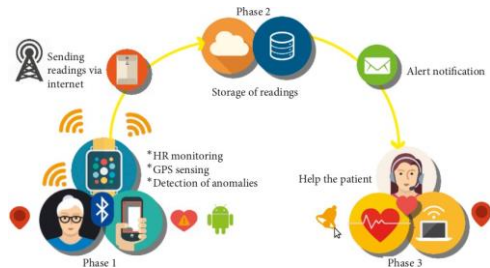 Phase 2
Sending
readings via
internet
Storage of readings
Alert notification
*HR monitoring
*GPS sensing
*Detection of anomalies
Help the patient
Phase 1
Phase 3